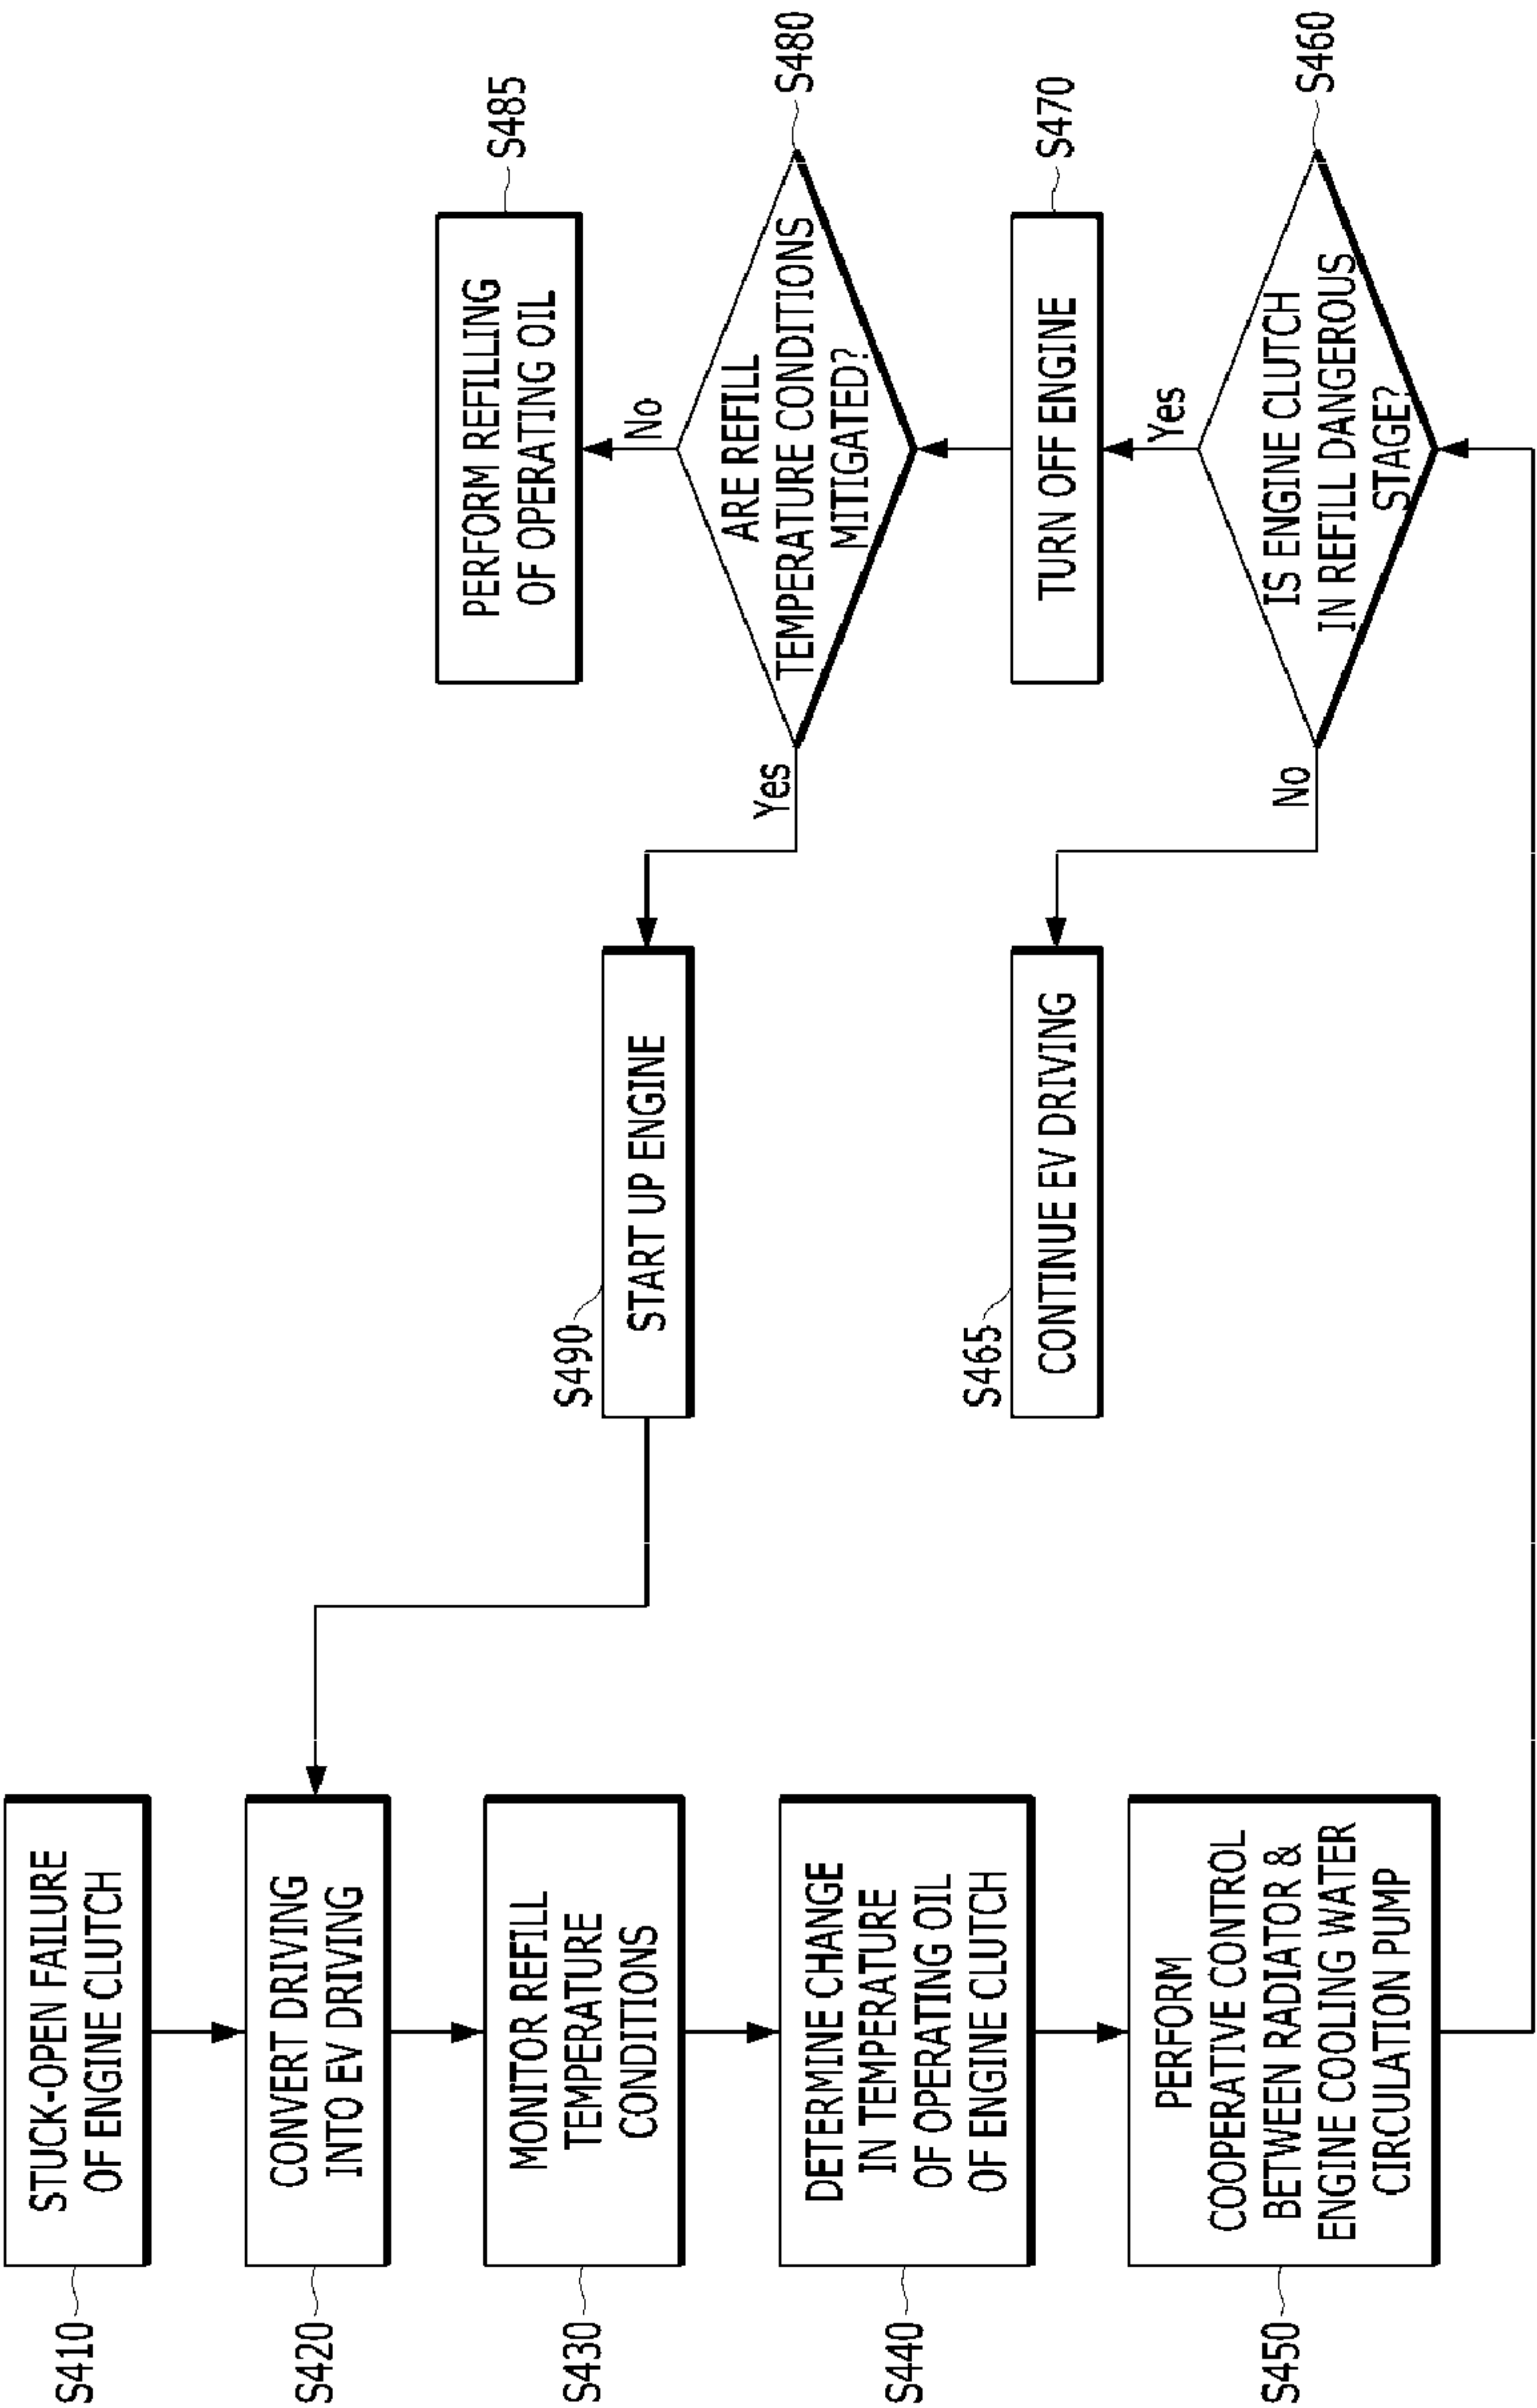 S410
STUCK-OPEN FAILURE
OF ENGINE CLUTCH
S420
CONVERT DRIVING
INTO EV DRIVING
S430
MONITOR REFILL
TEMPERATURE
CONDITIONS
S440
DETERMINE CHANGE
IN TEMPERATURE
OF OPERATING OIL
OF ENGINE CLUTCH
S450
PERFORM
COOPERATIVE CONTROL
BETWEEN RADIATOR &
ENGINE COOLING WATER
CIRCULATION PUMP
S460
IS ENGINE CLUTCH
IN REFILL DANGEROUS
STAGE?
No
Yes
S465
CONTINUE EV DRIVING
S470
TURN OFF ENGINE
S480
ARE REFILL
TEMPERATURE CONDITIONS
MITIGATED?
Yes
No
S485
PERFORM REFILLING
OF OPERATING OIL
S490
START UP ENGINE